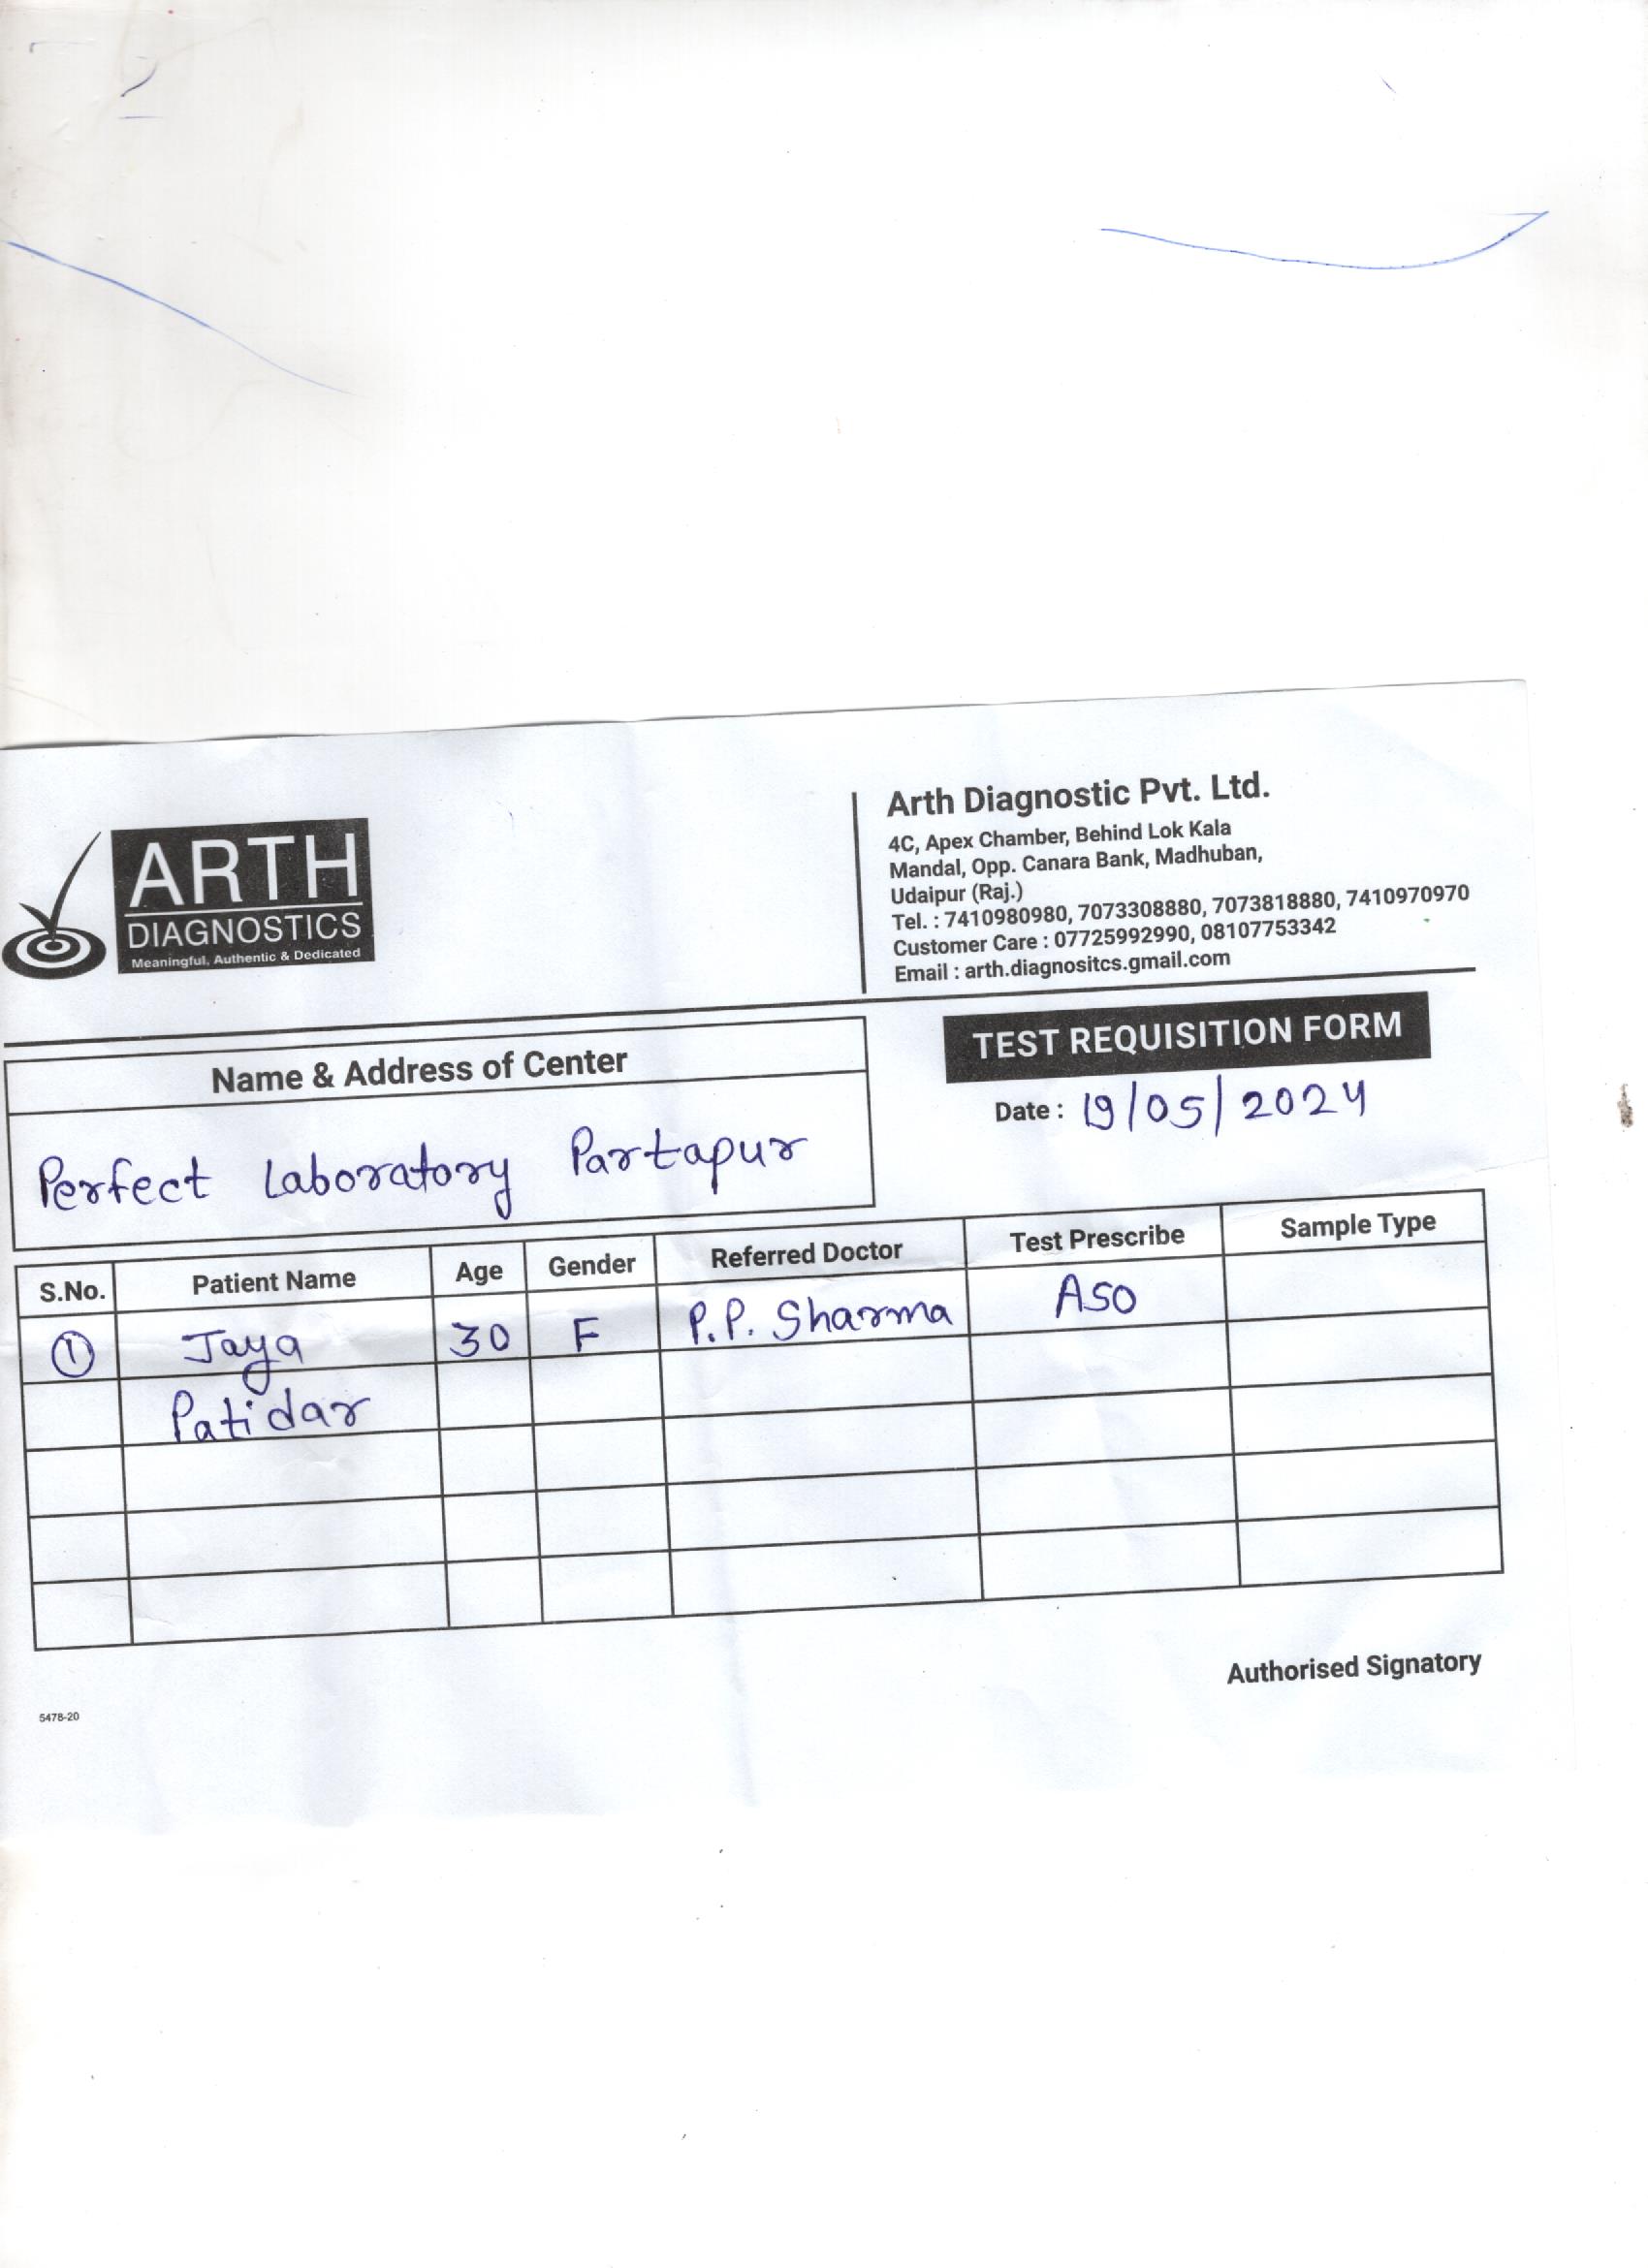 ARTH
DIAGNOSTICS
Meaningful, Authentic & Dedicated
Arth Diagnostic Pvt. Ltd.
4C, Apex Chamber, Behind Lok Kala
Mandal, Opp. Canara Bank, Madhuban,
Udaipur (Raj.)
Tel. : 7410980980, 7073308880, 7073818880, 7410970970
Customer Care : 07725992990, 08107753342
Email : arth.diagnositcs.gmail.com
TEST REQUISITION FORM
Date : 19/05/2024
Name & Address of Center
Perfect Laboratory Partapur
S.No. Patient Name Age Gender Referred Doctor Test Prescribe Sample Type
1 Jaya 30 F P.P. Sharma ASO
Patidar
Authorised Signatory
5478-20